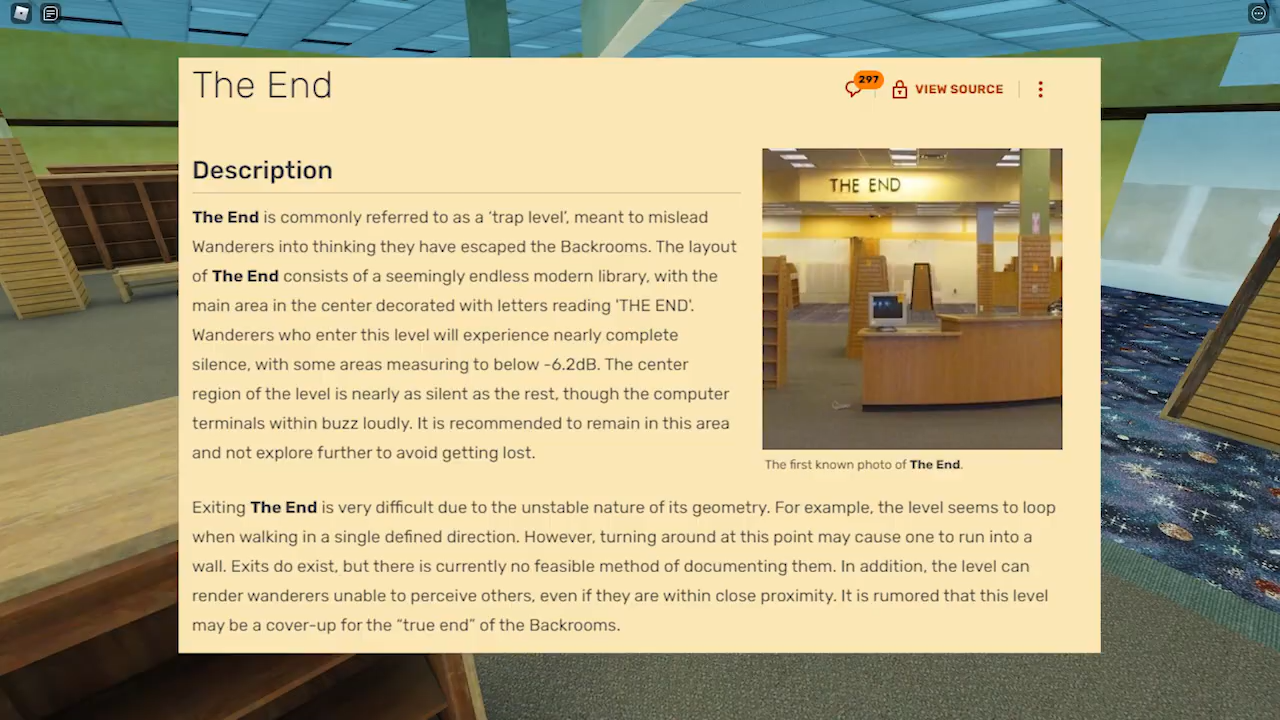 The End
297
VIEW SOURCE
Description
The End is commonly referred to as a ‘trap level’, meant to mislead
Wanderers into thinking they have escaped the Backrooms. The layout
of The End consists of a seemingly endless modern library, with the
main area in the center decorated with letters reading 'THE END'.
Wanderers who enter this level will experience nearly complete
silence, with some areas measuring to below -6.2dB. The center
region of the level is nearly as silent as the rest, though the computer
terminals within buzz loudly. It is recommended to remain in this area
and not explore further to avoid getting lost.
THE END
The first known photo of The End.
Exiting The End is very difficult due to the unstable nature of its geometry. For example, the level seems to loop
when walking in a single defined direction. However, turning around at this point may cause one to run into a
wall. Exits do exist, but there is currently no feasible method of documenting them. In addition, the level can
render wanderers unable to perceive others, even if they are within close proximity. It is rumored that this level
may be a cover-up for the “true end” of the Backrooms.